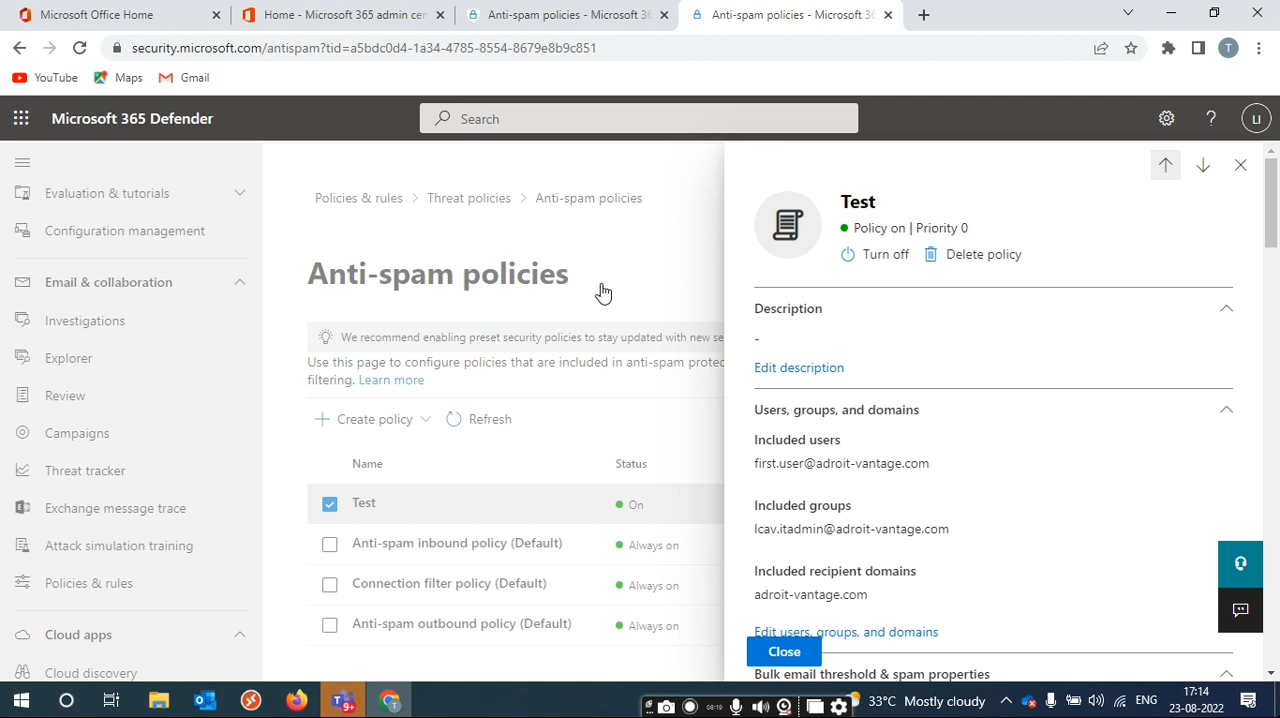 Microsoft Office Home
Home - Microsoft 365 admin cen
Anti-spam policies - Microsoft 36
Anti-spam policies - Microsoft 36
security.microsoft.com/antispam?tid=a5bdc0d4-1a34-4785-8554-8679e8b9c851
T
YouTube
Maps
Gmail
Microsoft 365 Defender
Search
?
LI
Evaluation & tutorials
Configuration management
Email & collaboration
Investigations
Explorer
Review
Campaigns
Threat tracker
Exchange message trace
Attack simulation training
Policies & rules
Cloud apps
Cloud discovery
Policies & rules > Threat policies > Anti-spam policies
Anti-spam policies
We recommend enabling preset security policies to stay updated with new se
Use this page to configure policies that are included in anti-spam protec
filtering. Learn more
Create policy
Refresh
Name Status
Test On
Anti-spam inbound policy (Default) Always on
Connection filter policy (Default) Always on
Anti-spam outbound policy (Default) Always on
Test
Policy on | Priority 0
Turn off
Delete policy
Description
-
Edit description
Users, groups, and domains
Included users
first.user@adroit-vantage.com
Included groups
lcav.itadmin@adroit-vantage.com
Included recipient domains
adroit-vantage.com
Edit users, groups, and domains
Close
Bulk email threshold & spam properties
9+
T
08:19
33°C Mostly cloudy
ENG
17:14
23-08-2022